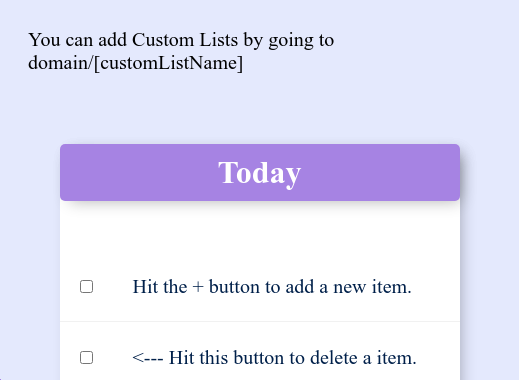 You can add Custom Lists by going to
domain/[customListName]
Today
Hit the + button to add a new item.
<--- Hit this button to delete a item.